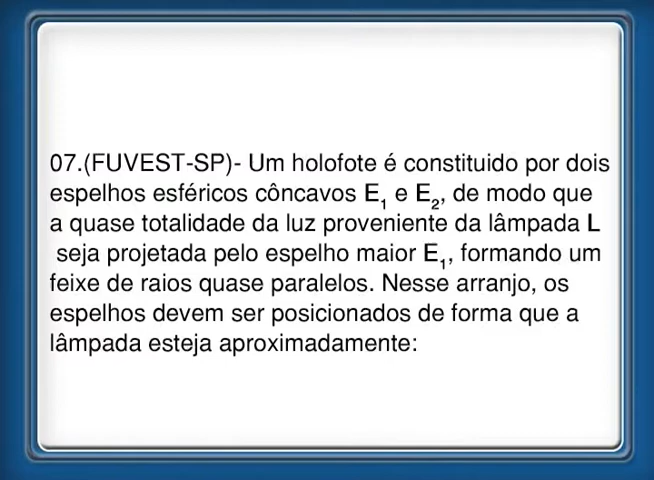 07.(FUVEST-SP)- Um holofote é constituido por dois
espelhos esféricos côncavos E1 e E2, de modo que
a quase totalidade da luz proveniente da lâmpada L
seja projetada pelo espelho maior E1, formando um
feixe de raios quase paralelos. Nesse arranjo, os
espelhos devem ser posicionados de forma que a
lâmpada esteja aproximadamente: